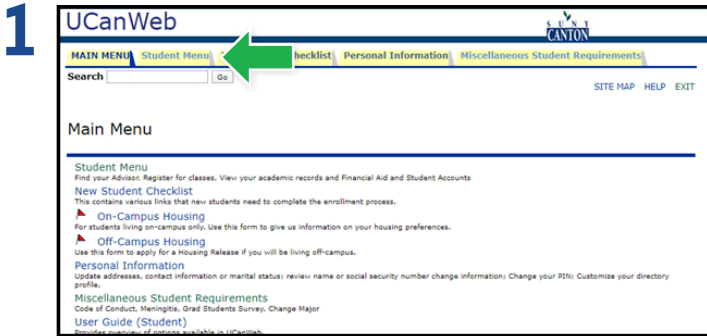 1
UCanWeb
SUNY
CANTON
MAIN MENU Student Menu hecklist Personal Information Miscellaneous Student Requirements
Search Go
SITE MAP HELP EXIT
Main Menu
Student Menu
Find your Advisor, Register for classes, View your academic records and Financial Aid and Student Accounts
New Student Checklist
This contains various links that new students need to complete the enrollment process.
On-Campus Housing
For students living on-campus only. Use this form to give us information on your housing preferences.
Off-Campus Housing
Use this form to apply for a Housing Release if you will be living off-campus.
Personal Information
Update addresses, contact information or marital status; review name or social security number change information; Change your PIN; Customize your directory
profile.
Miscellaneous Student Requirements
Code of Conduct, Meningitis, Grad Students Survey, Change Major
User Guide (Student)
Provides overview of options available in UCanWeb.